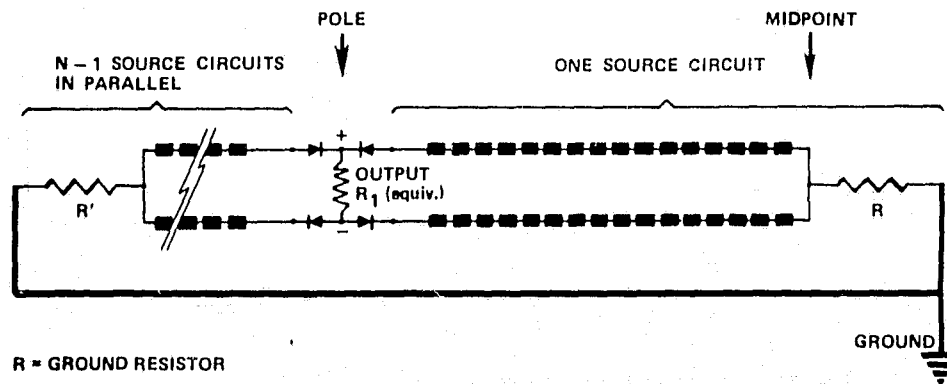 POLE
MIDPOINT
N – 1 SOURCE CIRCUITS
IN PARALLEL
ONE SOURCE CIRCUIT
+
OUTPUT
R1 (equiv.)
–
R'
R
GROUND
R = GROUND RESISTOR